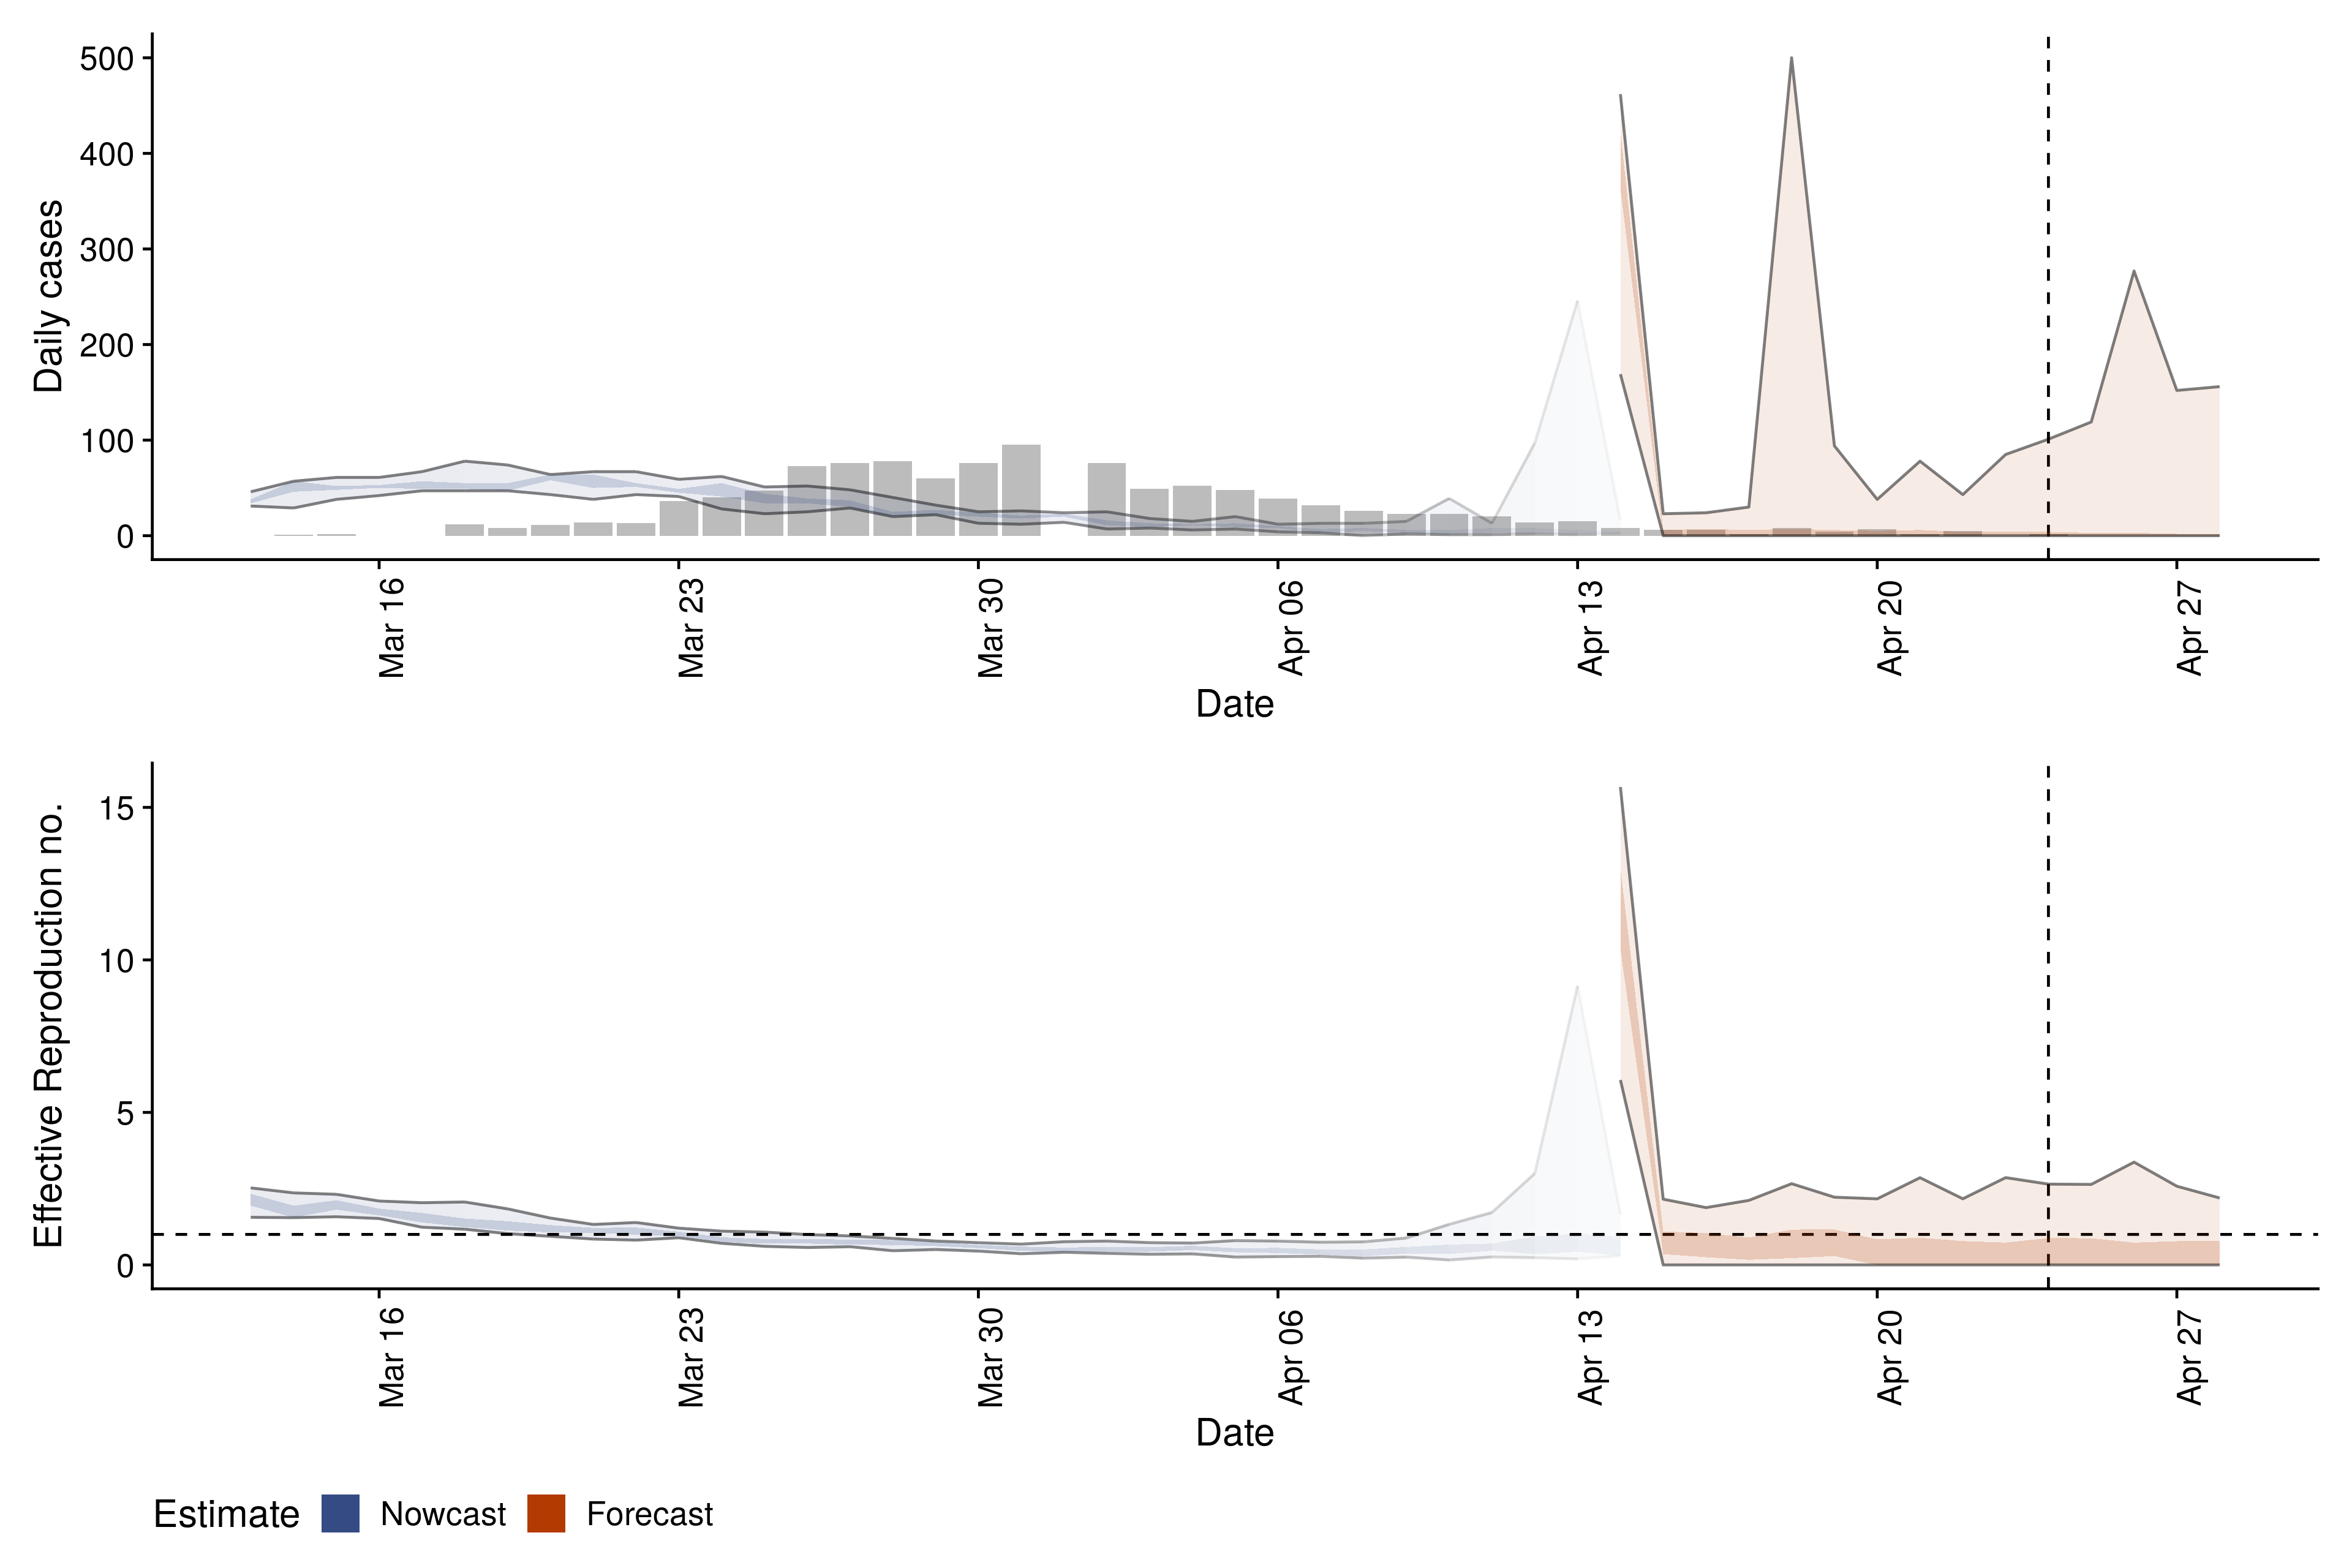 Daily cases
500
400
300
200
100
0
Mar 16
Mar 23
Mar 30
Apr 06
Apr 13
Apr 20
Apr 27
Date
Effective Reproduction no.
15
10
5
0
Mar 16
Mar 23
Mar 30
Apr 06
Apr 13
Apr 20
Apr 27
Date
Estimate Nowcast Forecast